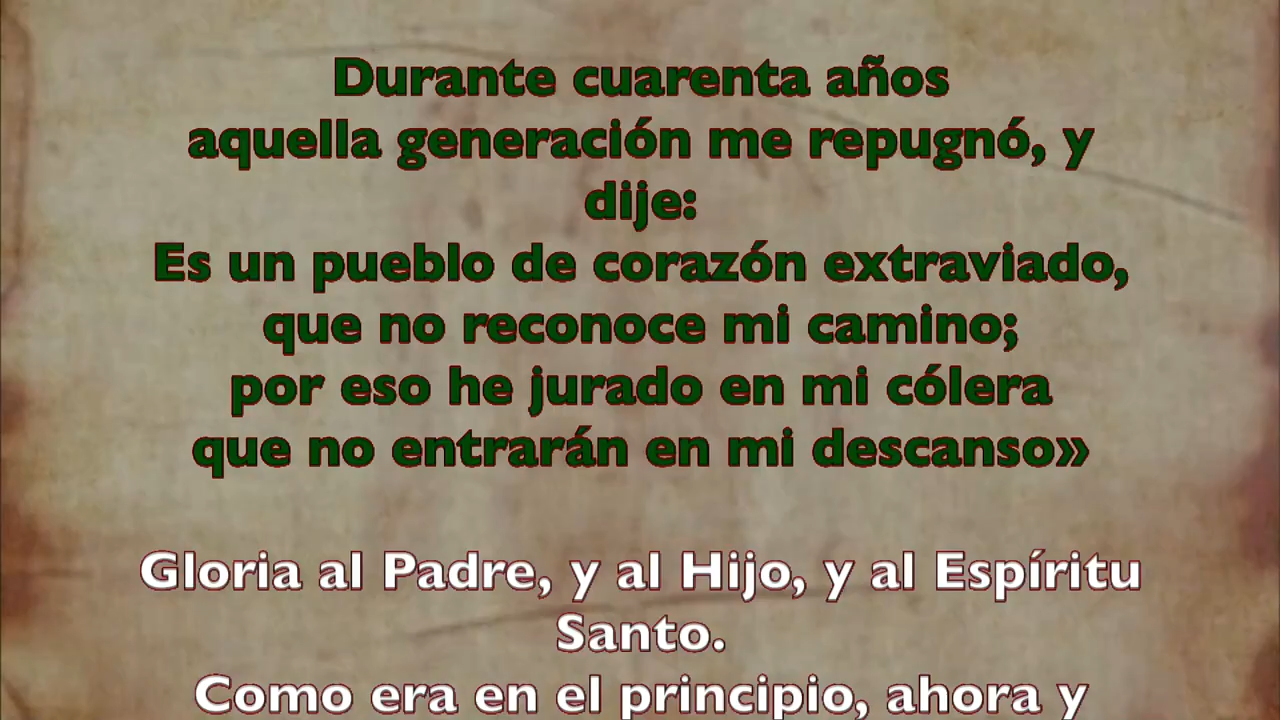 Durante cuarenta años
aquella generación me repugnó, y
dije:
Es un pueblo de corazón extraviado,
que no reconoce mi camino;
por eso he jurado en mi cólera
que no entrarán en mi descanso»
Gloria al Padre, y al Hijo, y al Espíritu
Santo.
Como era en el principio, ahora y